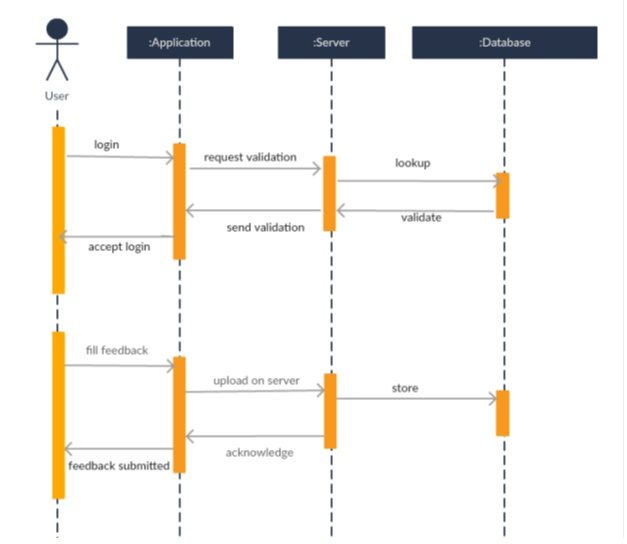 :Application
:Server
:Database
User
login
request validation
lookup
validate
send validation
accept login
fill feedback
upload on server
store
acknowledge
feedback submitted